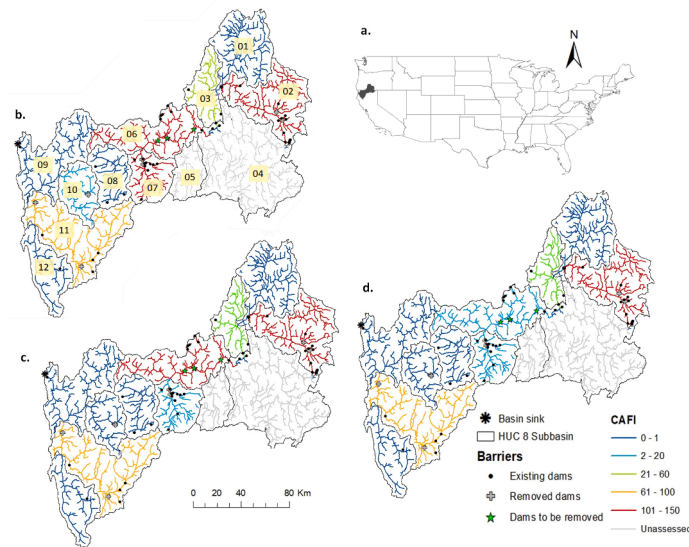 a.
N
b.
01
02
03
06
09
10
08
07
05
04
11
12
c.
0 20 40 80 Km
d.
Basin sink
HUC 8 Subbasin
Barriers
Existing dams
Removed dams
Dams to be removed
CAFI
0 - 1
2 - 20
21 - 60
61 - 100
101 - 150
Unassessed